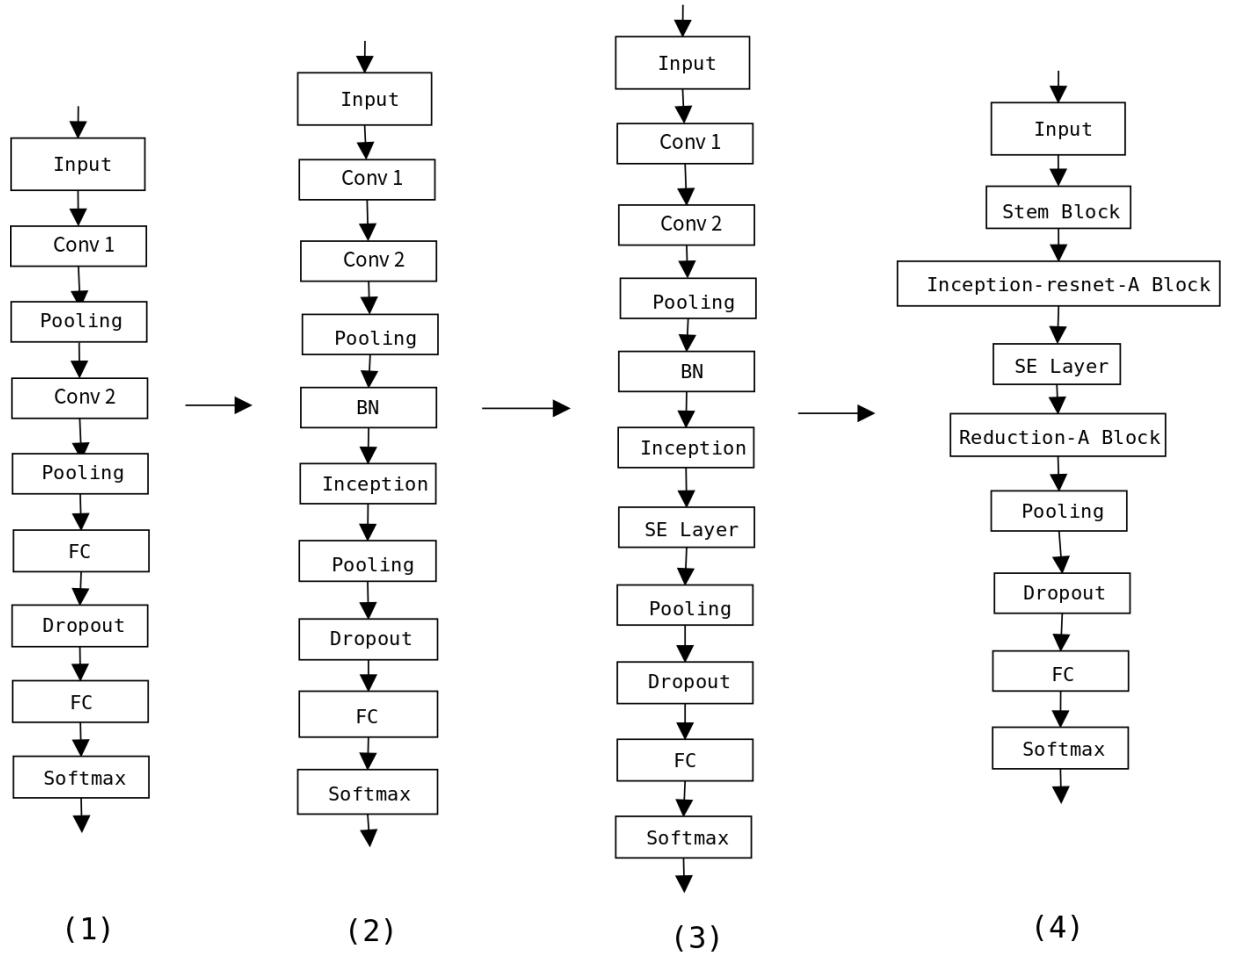 Input
Conv 1
Pooling
Conv 2
Pooling
FC
Dropout
FC
Softmax
(1)
Input
Conv 1
Conv 2
Pooling
BN
Inception
Pooling
Dropout
FC
Softmax
(2)
Input
Conv 1
Conv 2
Pooling
BN
Inception
SE Layer
Pooling
Dropout
FC
Softmax
(3)
Input
Stem Block
Inception-resnet-A Block
SE Layer
Reduction-A Block
Pooling
Dropout
FC
Softmax
(4)